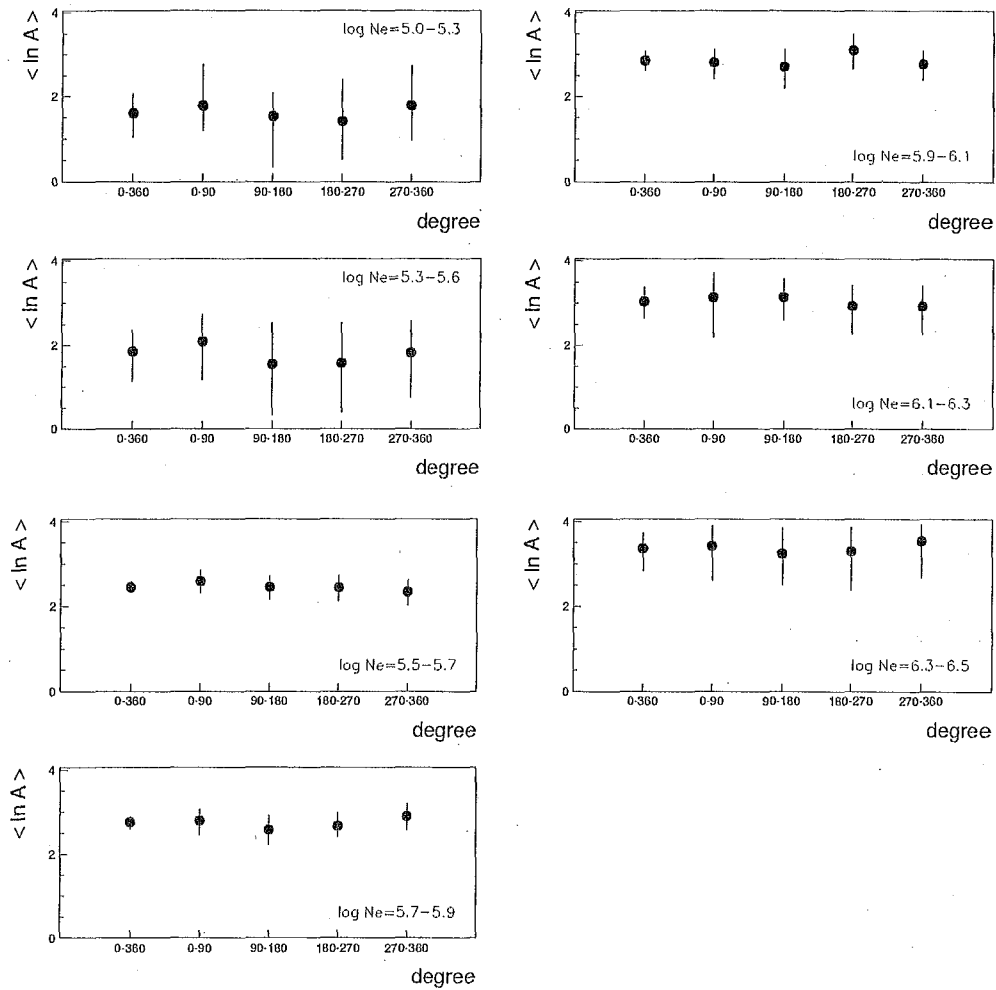 < ln A >
4
2
0
log Ne=5.0-5.3
0-360 0-90 90-180 180-270 270-360
degree
< ln A >
4
2
0
log Ne=5.3-5.6
0-360 0-90 90-180 180-270 270-360
degree
< ln A >
4
2
0
log Ne=5.5-5.7
0-360 0-90 90-180 180-270 270-360
degree
< ln A >
4
2
0
log Ne=5.7-5.9
0-360 0-90 90-180 180-270 270-360
degree
< ln A >
4
2
0
log Ne=5.9-6.1
0-360 0-90 90-180 180-270 270-360
degree
< ln A >
4
2
0
log Ne=6.1-6.3
0-360 0-90 90-180 180-270 270-360
degree
< ln A >
4
2
0
log Ne=6.3-6.5
0-360 0-90 90-180 180-270 270-360
degree